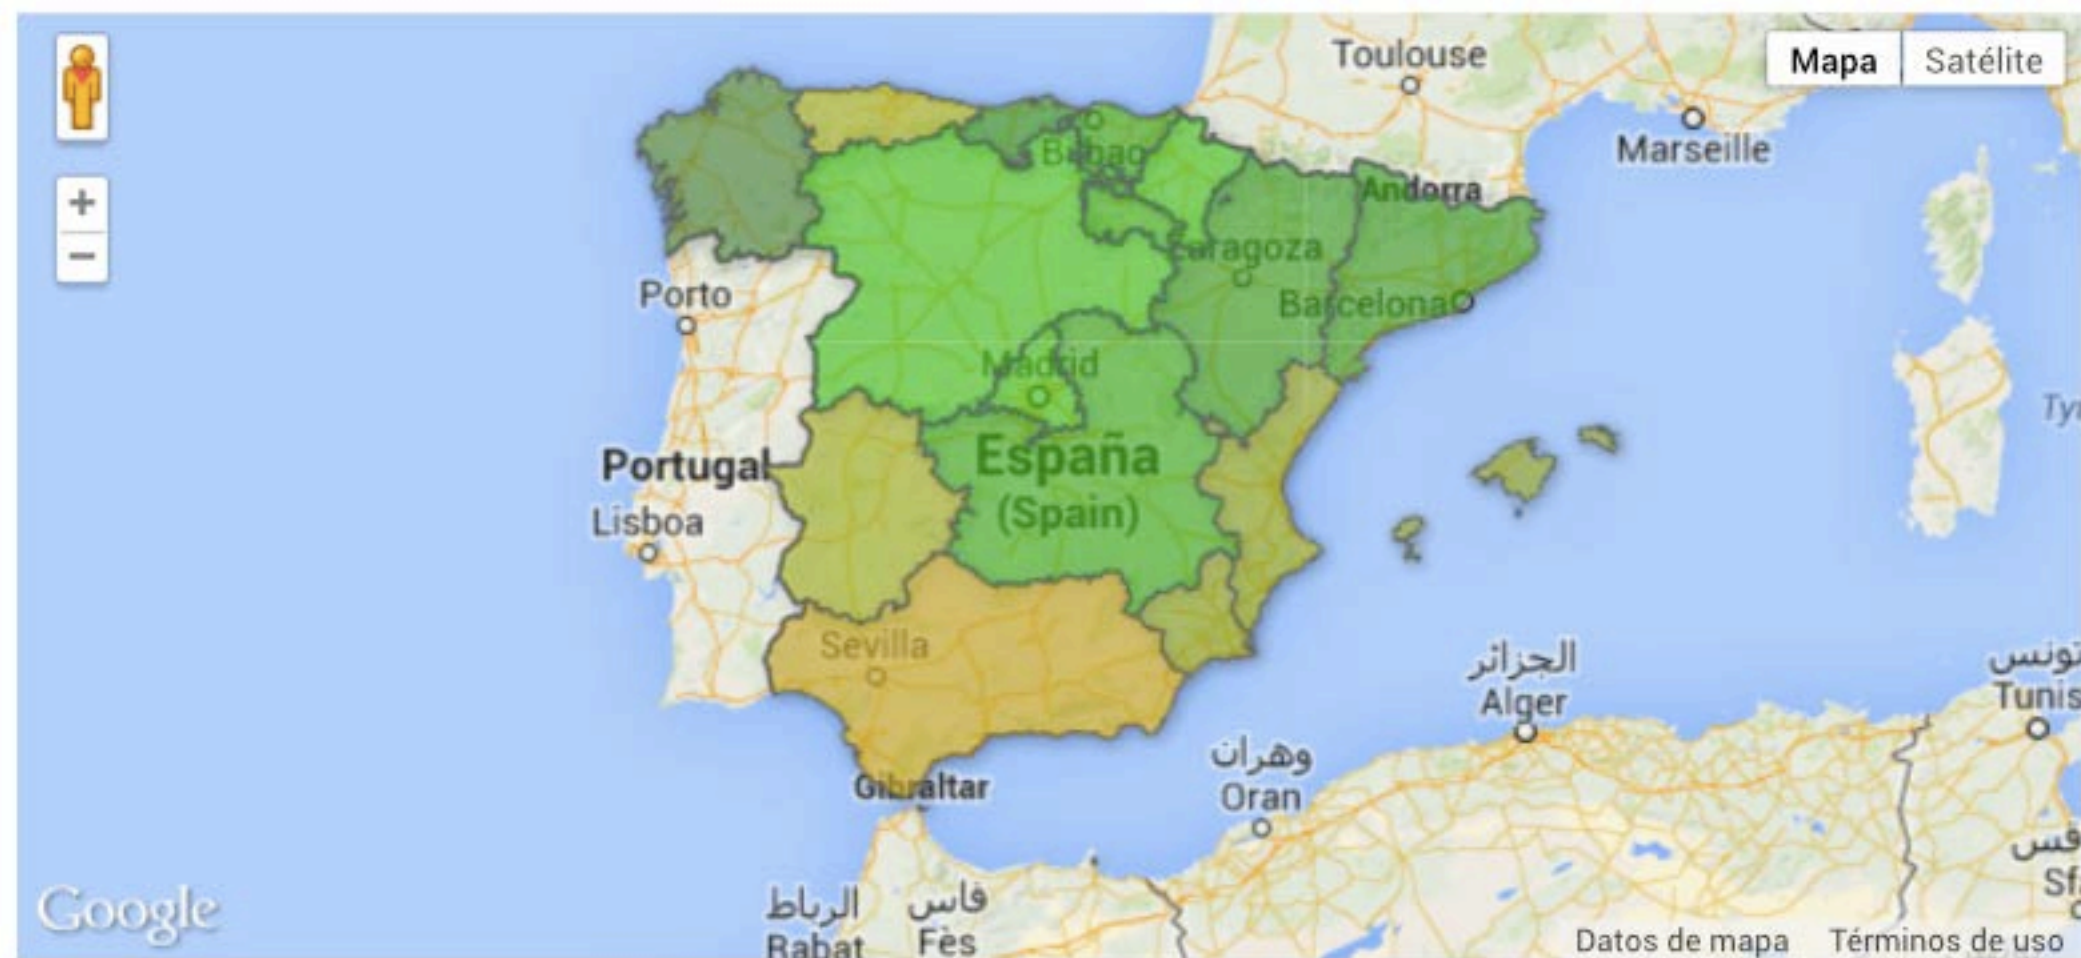 Toulouse
Mapa
Satélite
Marseille
Bilbao
Andorra
Zaragoza
Porto
Barcelona
Madrid
España
(Spain)
Portugal
Lisboa
Sevilla
Gibraltar
الجزائر
Alger
تونس
Tunis
وهران
Oran
الرباط
Rabat
فاس
Fès
Google
Datos de mapa
Términos de uso